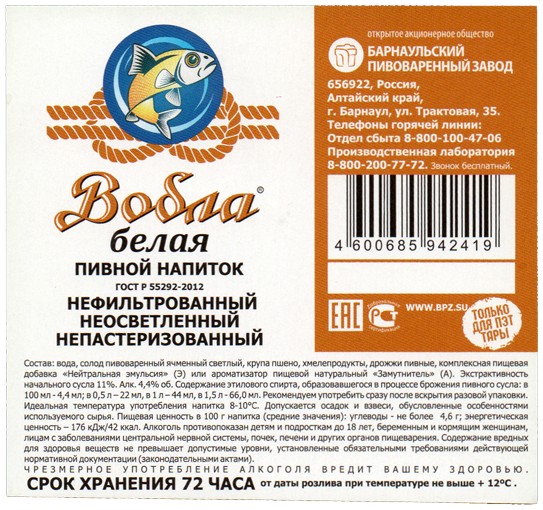 открытое акционерное общество
БАРНАУЛЬСКИЙ
ПИВОВАРЕННЫЙ ЗАВОД
656922, Россия,
Алтайский край,
г. Барнаул, ул. Трактовая, 35.
Телефоны горячей линии:
Отдел сбыта 8-800-100-47-06
Производственная лаборатория
8-800-200-77-72. Звонок бесплатный.
Вобла®
белая
ПИВНОЙ НАПИТОК
ГОСТ Р 55292-2012
НЕФИЛЬТРОВАННЫЙ
НЕОСВЕТЛЕННЫЙ
НЕПАСТЕРИЗОВАННЫЙ
4 600685 942419
EAC
WWW.BPZ.SU
ТОЛЬКО
ДЛЯ ПЭТ
ТАРЫ
Состав: вода, солод пивоваренный ячменный светлый, крупа пшено, хмелепродукты, дрожжи пивные, комплексная пищевая
добавка «Нейтральная эмульсия» (Э) или ароматизатор пищевой натуральный «Замутнитель» (А). Экстрактивность
начального сусла 11%. Алк. 4,4% об. Содержание этилового спирта, образовавшегося в процессе брожения пивного сусла: в
100 мл - 4,4 мл; в 0,5 л – 22 мл, в 1 л – 44 мл, в 1,5 л - 66,0 мл. Рекомендуем употребить сразу после вскрытия разовой упаковки.
Идеальная температура употребления напитка 8-10°С. Допускается осадок и взвеси, обусловленные особенностями
используемого сырья. Пищевая ценность в 100 г напитка (средние значения): углеводы - не более 4,6 г; энергетическая
ценность – 176 кДж/42 ккал. Алкоголь противопоказан детям и подросткам до 18 лет, беременным и кормящим женщинам,
лицам с заболеваниями центральной нервной системы, почек, печени и других органов пищеварения. Содержание вредных
для здоровья веществ не превышает допустимые уровни, установленные обязательными требованиями действующей
нормативной документации (законодательными актами).
ЧРЕЗМЕРНОЕ УПОТРЕБЛЕНИЕ АЛКОГОЛЯ ВРЕДИТ ВАШЕМУ ЗДОРОВЬЮ.
СРОК ХРАНЕНИЯ 72 ЧАСА от даты розлива при температуре не выше + 12°С .